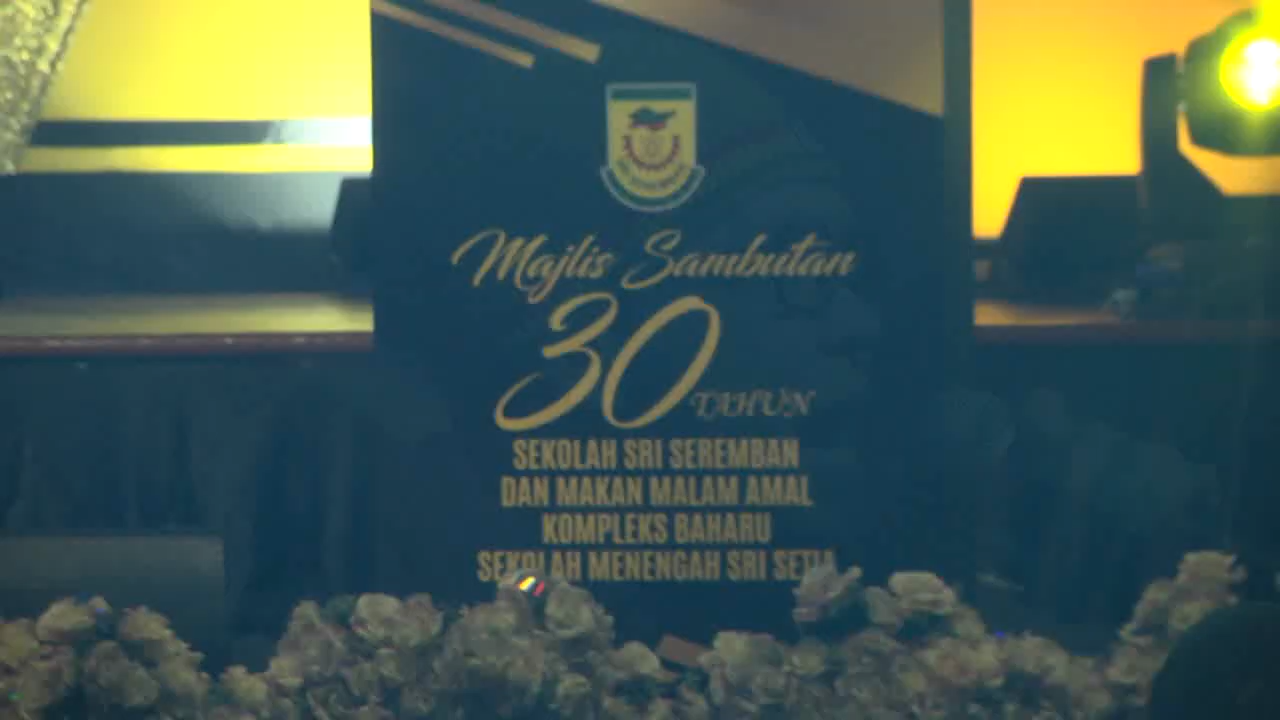 Majlis Sambutan
30 TAHUN
SEKOLAH SRI SEREMBAN
DAN MAKAN MALAM AMAL
KOMPLEKS BAHARU
SEKOLAH MENENGAH SRI SETIA